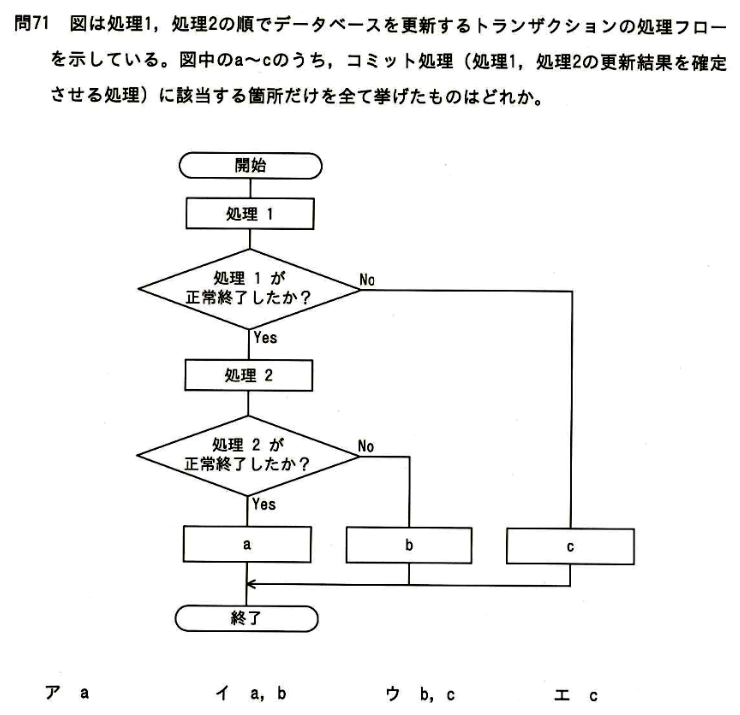 問71 図は処理1，処理2の順でデータベースを更新するトランザクションの処理フロー
を示している。図中のa～cのうち，コミット処理（処理1，処理2の更新結果を確定
させる処理）に該当する箇所だけを全て挙げたものはどれか。
開始
処理 1
処理 1 が
正常終了したか？
No
Yes
処理 2
処理 2 が
正常終了したか？
No
Yes
a
b
c
終了
ア a イ a, b ウ b, c エ c